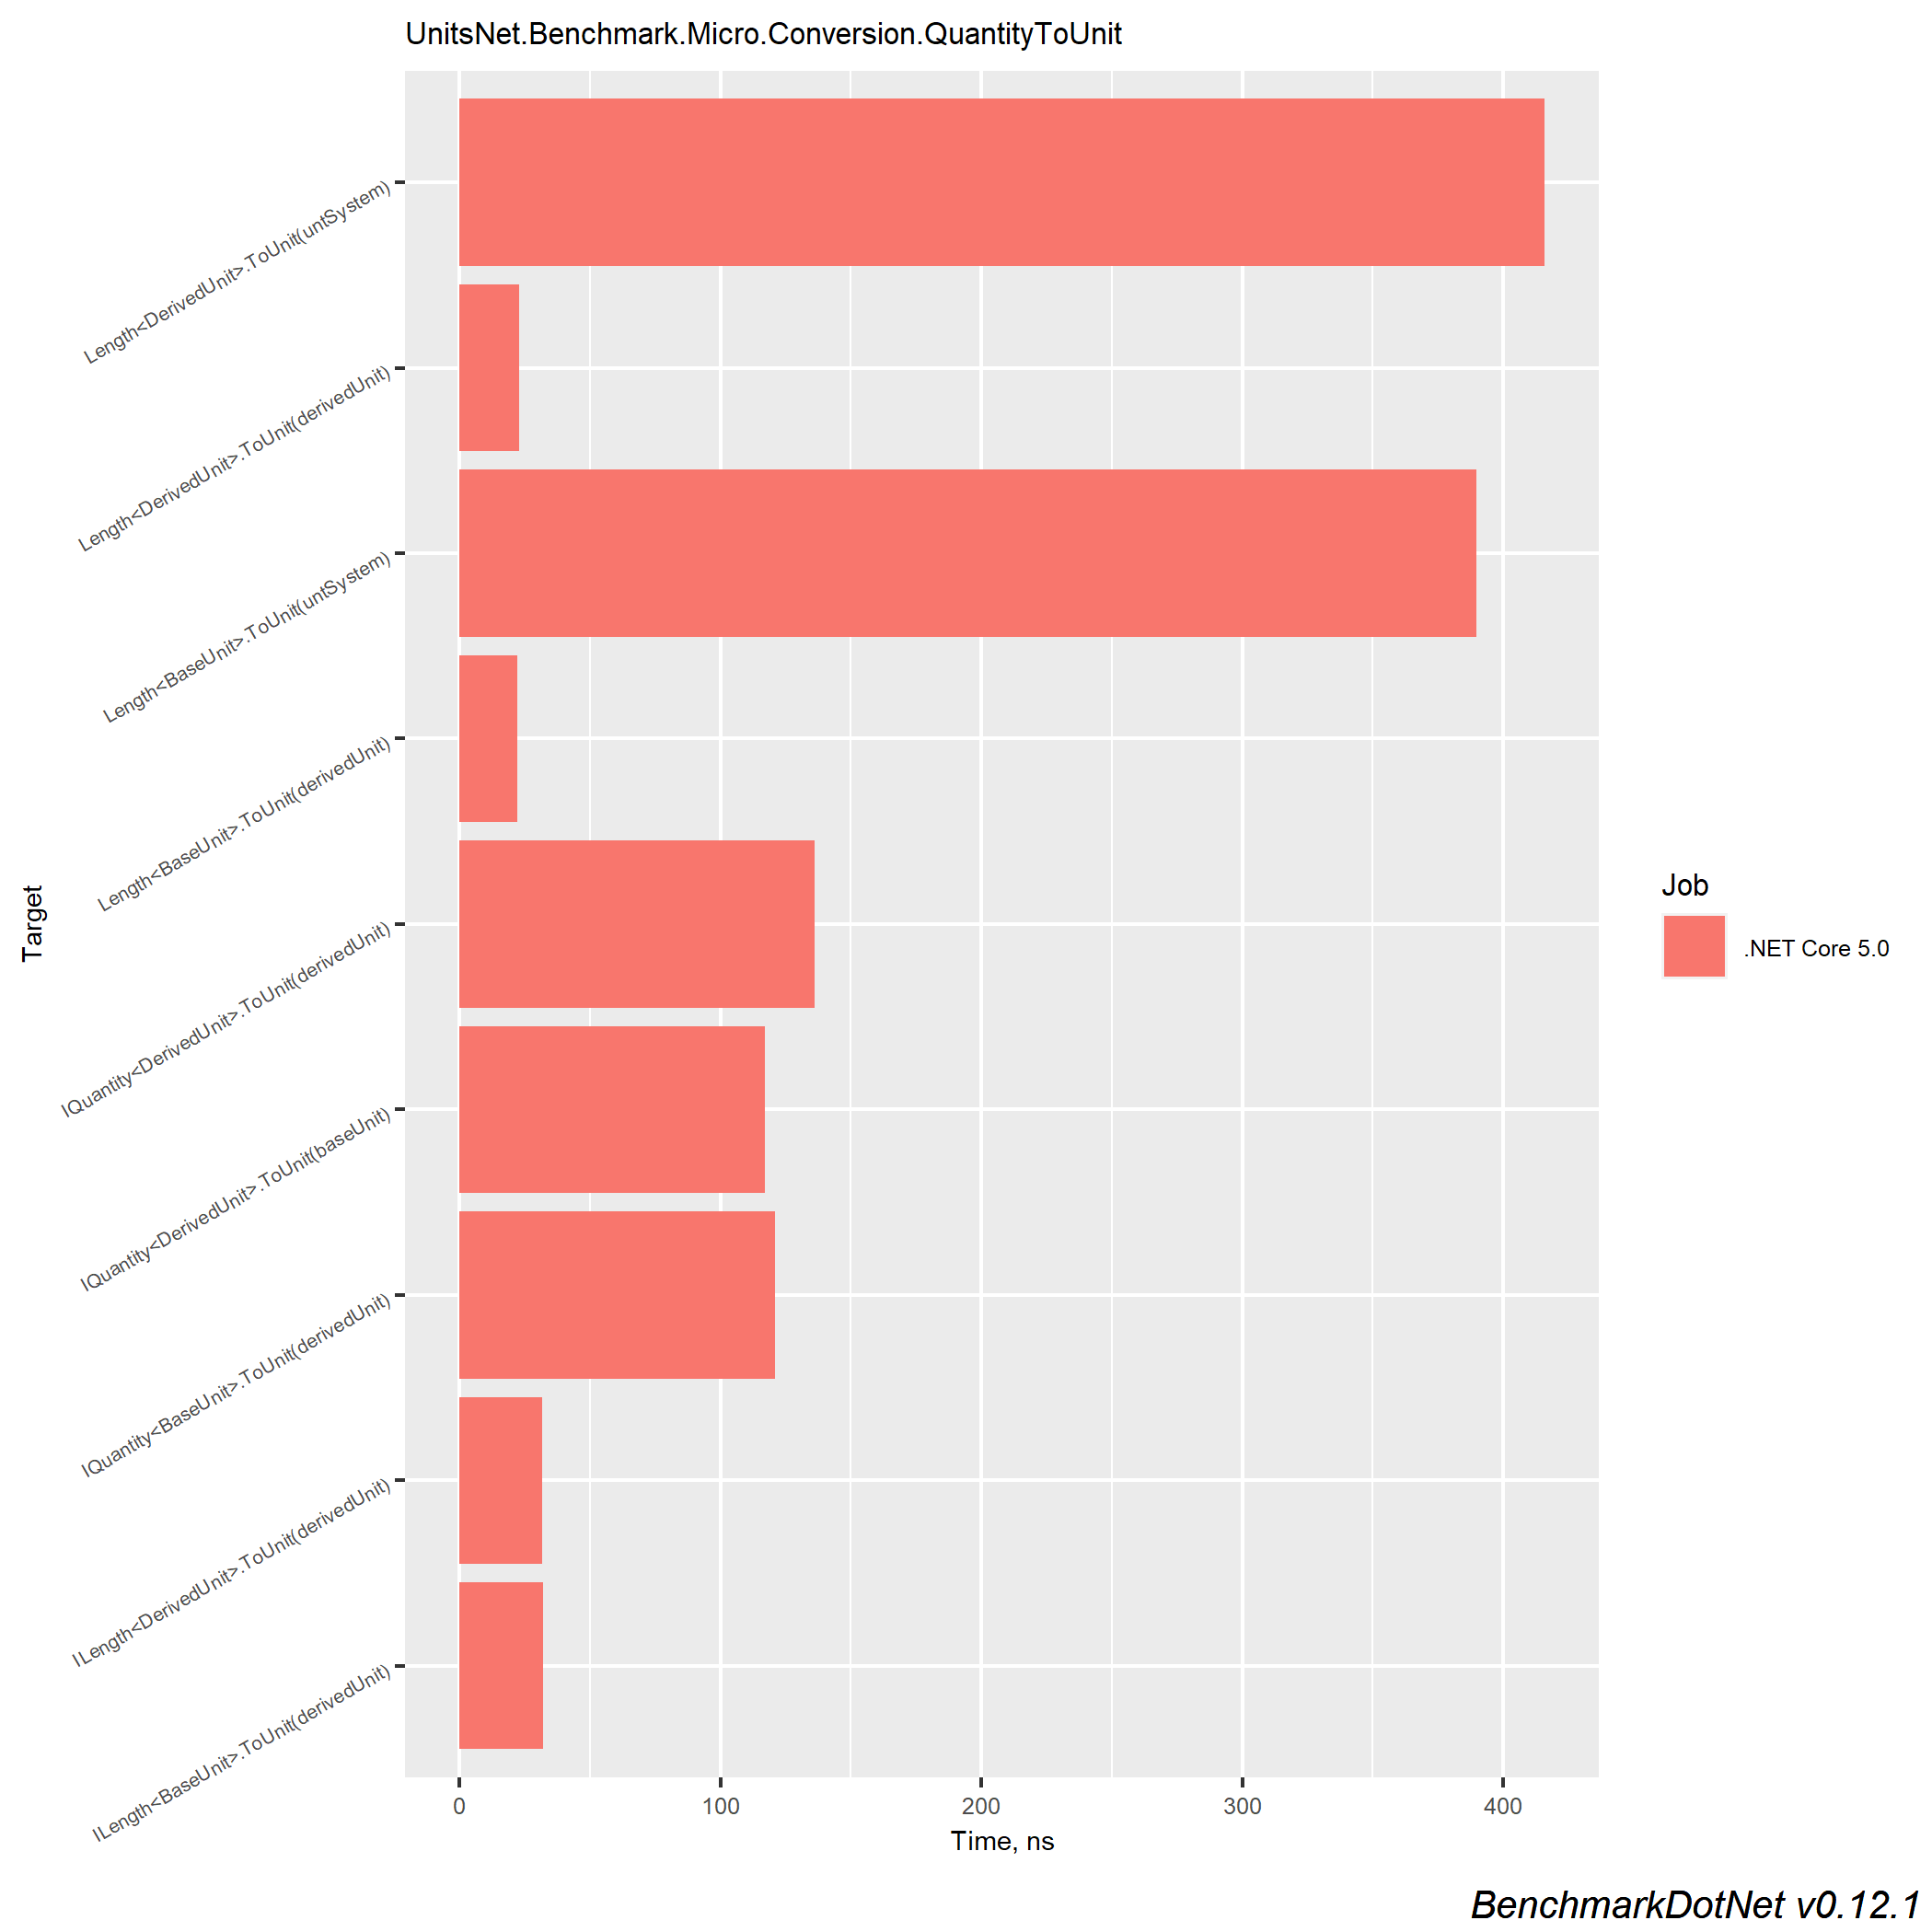 UnitsNet.Benchmark.Micro.Conversion.QuantityToUnit
Length<DerivedUnit>.ToUnit(untSystem)
Length<DerivedUnit>.ToUnit(derivedUnit)
Length<BaseUnit>.ToUnit(untSystem)
Length<BaseUnit>.ToUnit(derivedUnit)
IQuantity<DerivedUnit>.ToUnit(derivedUnit)
IQuantity<DerivedUnit>.ToUnit(baseUnit)
IQuantity<BaseUnit>.ToUnit(derivedUnit)
ILength<DerivedUnit>.ToUnit(derivedUnit)
ILength<BaseUnit>.ToUnit(derivedUnit)
Target
0 100 200 300 400
Time, ns
Job
.NET Core 5.0
BenchmarkDotNet v0.12.1